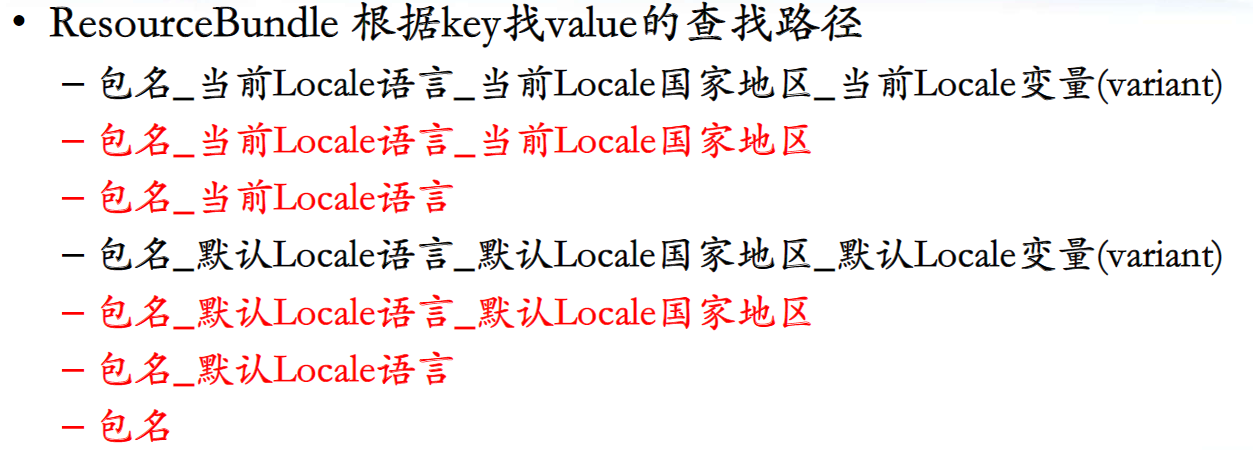 • ResourceBundle 根据key找value的查找路径
– 包名_当前Locale语言_当前Locale国家地区_当前Locale变量(variant)
– 包名_当前Locale语言_当前Locale国家地区
– 包名_当前Locale语言
– 包名_默认Locale语言_默认Locale国家地区_默认Locale变量(variant)
– 包名_默认Locale语言_默认Locale国家地区
– 包名_默认Locale语言
– 包名